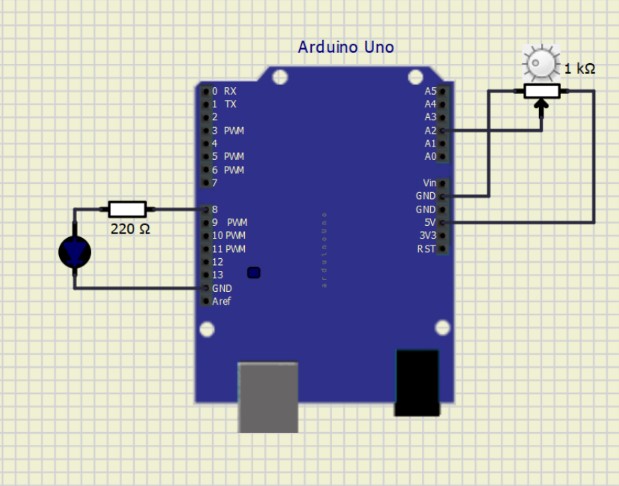 Arduino Uno
1 kΩ
0 RX
1 TX
2
3 PWM
4
5 PWM
6 PWM
7
8
9 PWM
10 PWM
11 PWM
12
13
GND
Aref
A5
A4
A3
A2
A1
A0
Vin
GND
GND
5V
3V3
RST
220 Ω
arduinouno